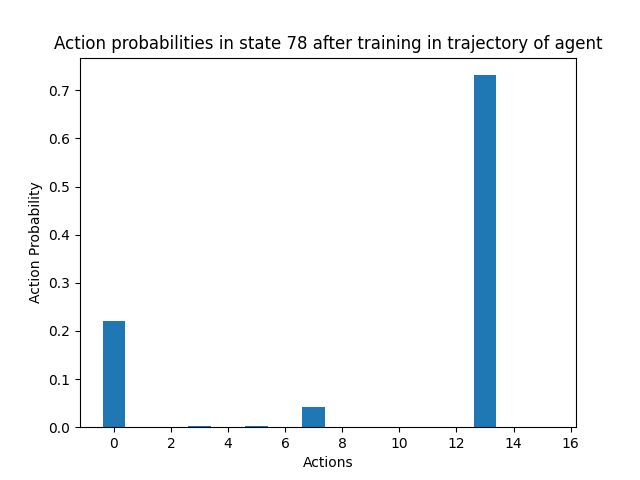 Action probabilities in state 78 after training in trajectory of agent
0.7
0.6
0.5
0.4
0.3
0.2
0.1
0.0
Action Probability
0 2 4 6 8 10 12 14 16
Actions